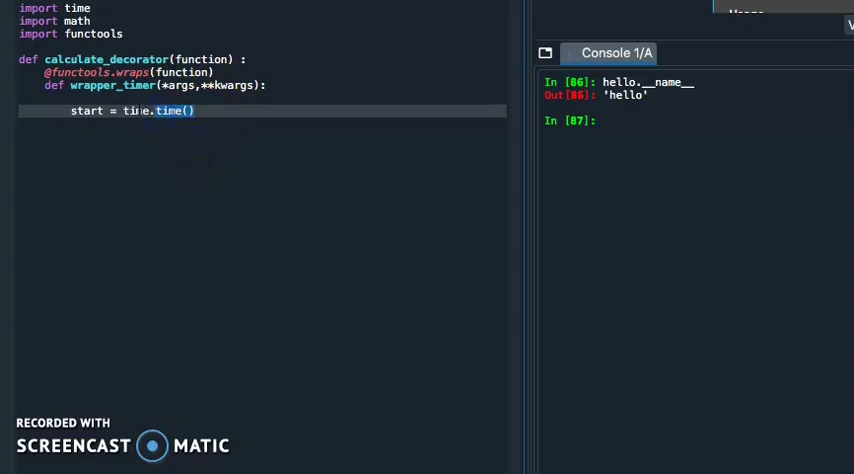 import time
import math
import functools
def calculate_decorator(function) :
@functools.wraps(function)
def wrapper_timer(*args,**kwargs):
start = time.time()
Console 1/A
In [86]: hello.__name__
Out[86]: 'hello'
In [87]:
RECORDED WITH
SCREENCAST MATIC